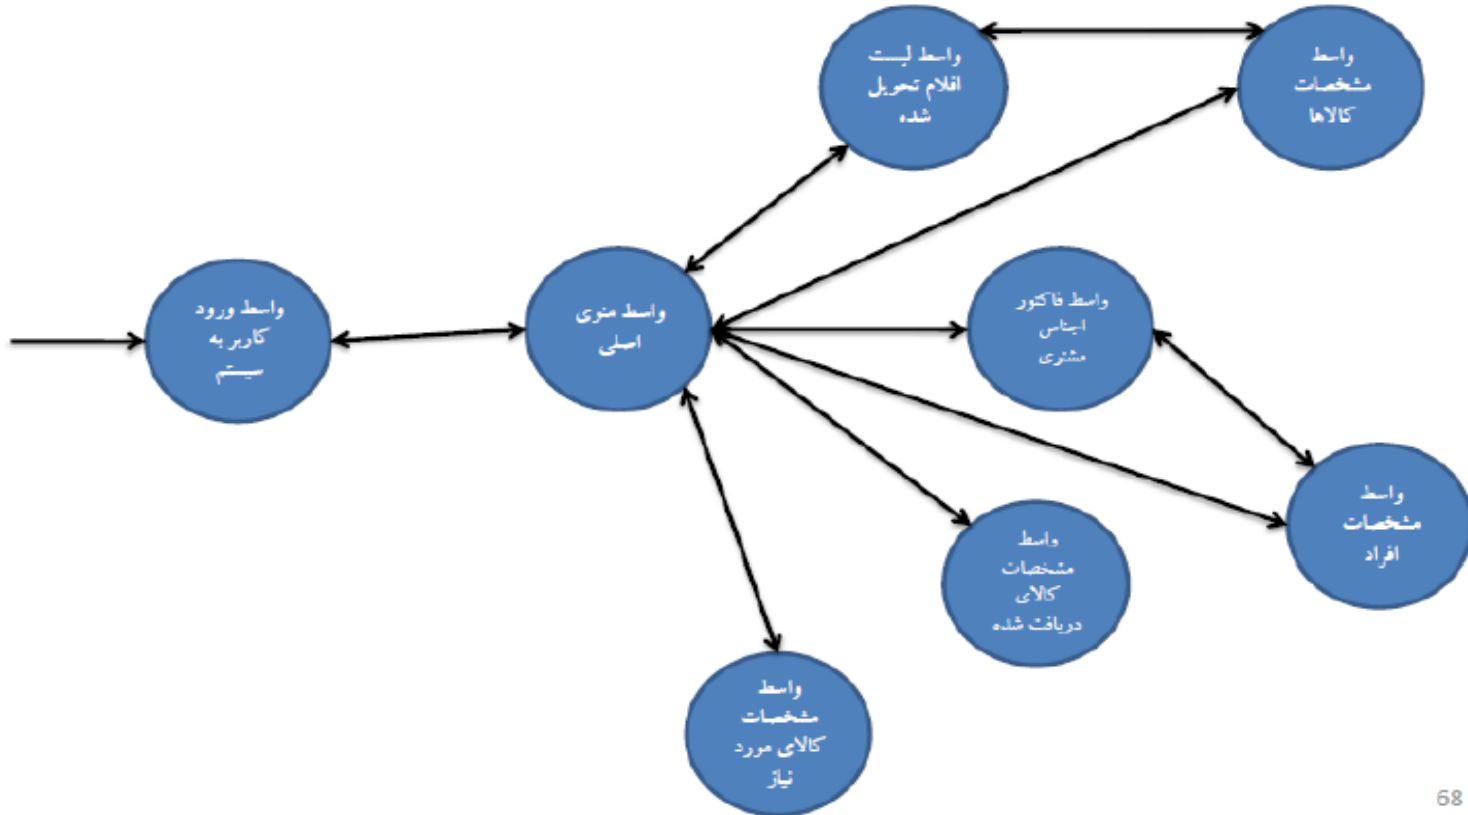 واسط لیست
اقلام تحویل
شده
واسط
مشخصات
کالاها
واسط ورود
کاربر به
سیستم
واسط منوی
اصلی
واسط فاکتور
اجناس
مشتری
واسط
مشخصات
افراد
واسط
مشخصات
کالای
دریافت شده
واسط
مشخصات
کالای مورد
نیاز
68